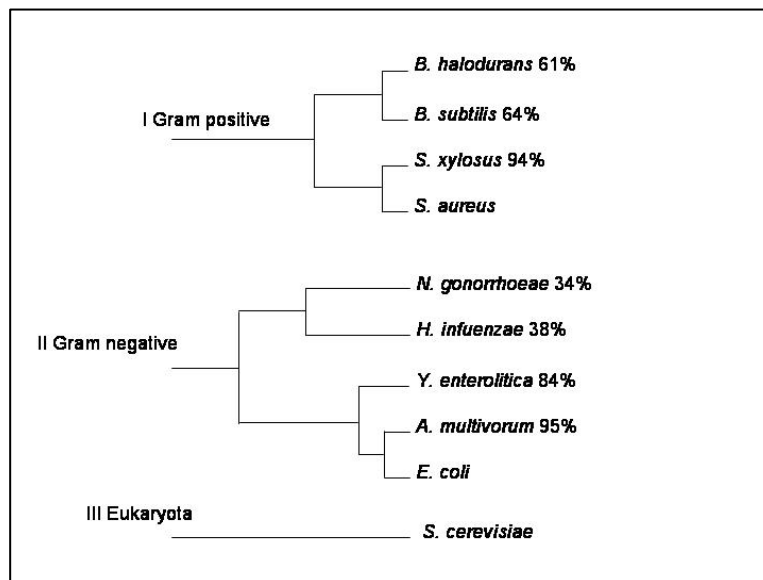 B. halodurans 61%
I Gram positive
B. subtilis 64%
S. xylosus 94%
S. aureus
N. gonorrhoeae 34%
II Gram negative
H. infuenzae 38%
Y. enterolitica 84%
A. multivorum 95%
E. coli
III Eukaryota
S. cerevisiae